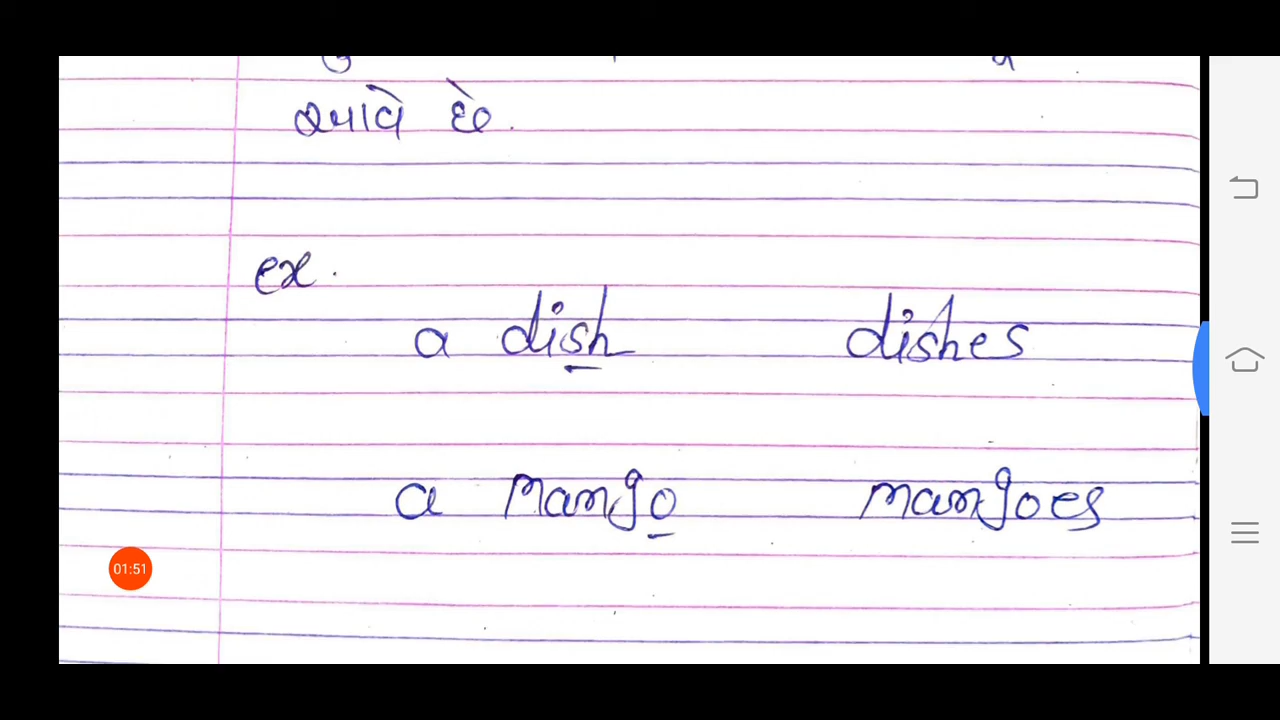 આવે છે.
ex.
a dish dishes
a mango mangoes
01:51